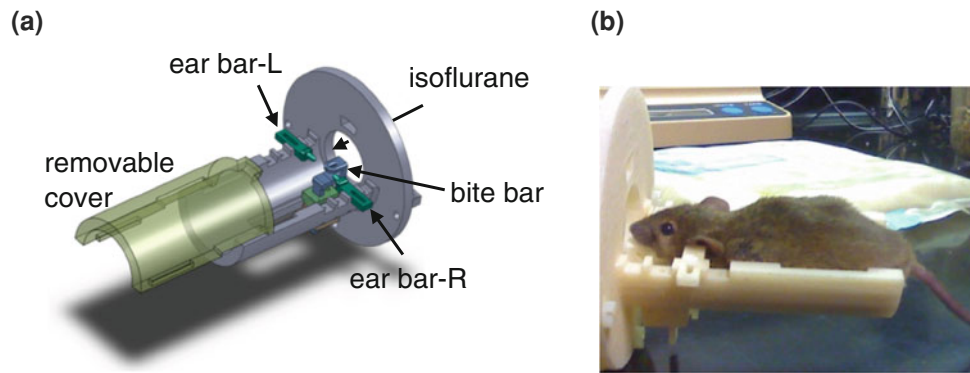 (a)
ear bar-L
isoflurane
removable
cover
bite bar
ear bar-R
(b)